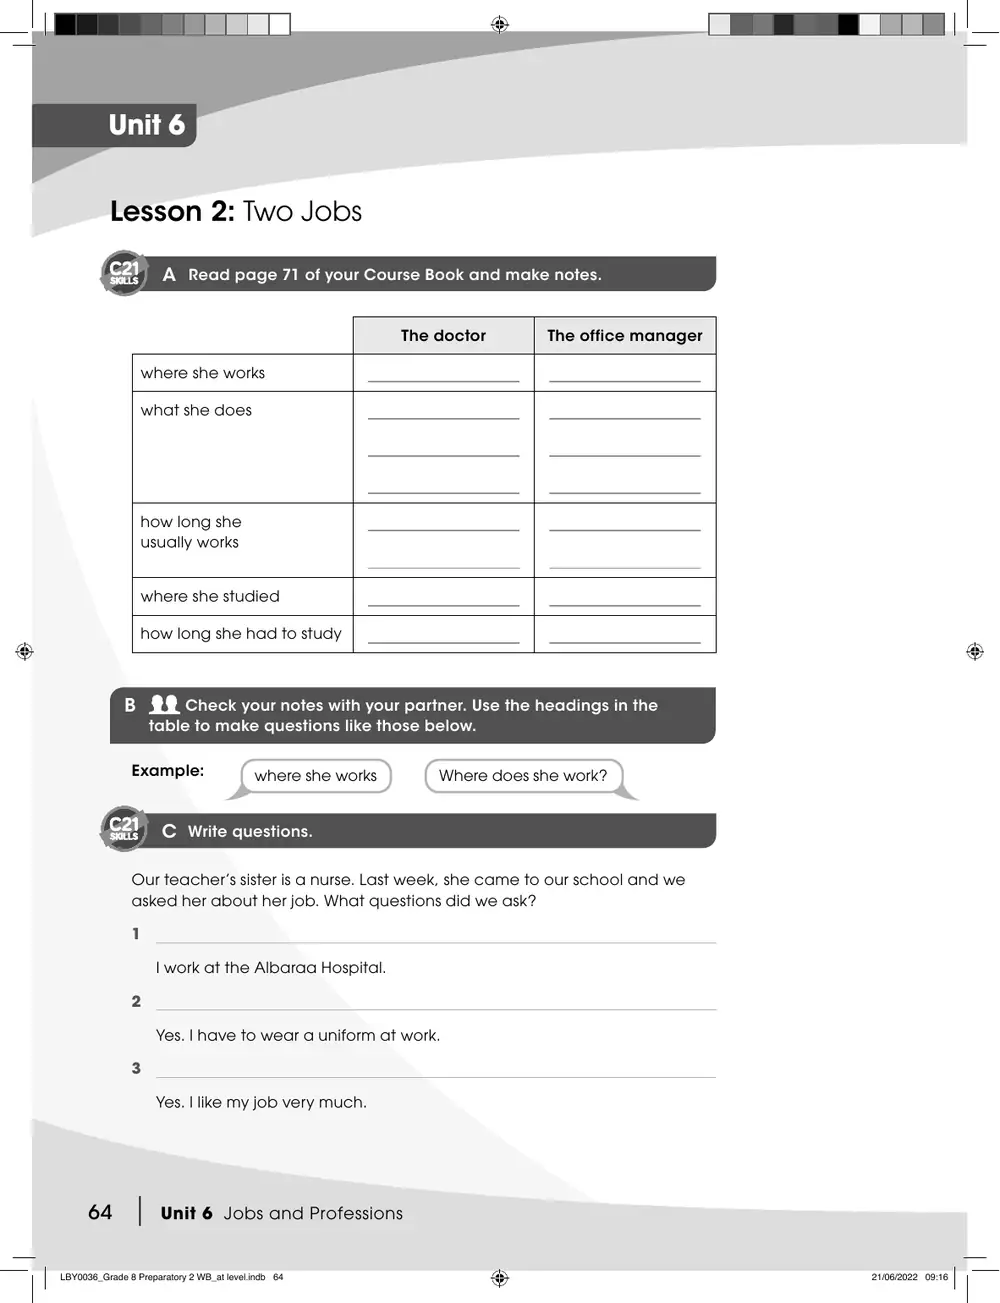 Unit 6
Lesson 2: Two Jobs
C21
SKILLS
A Read page 71 of your Course Book and make notes.
The doctor The office manager
where she works
what she does
how long she
usually works
where she studied
how long she had to study
B Check your notes with your partner. Use the headings in the
table to make questions like those below.
Example: where she works Where does she work?
C21
SKILLS
C Write questions.
Our teacher’s sister is a nurse. Last week, she came to our school and we
asked her about her job. What questions did we ask?
1
I work at the Albaraa Hospital.
2
Yes. I have to wear a uniform at work.
3
Yes. I like my job very much.
64 Unit 6 Jobs and Professions
LBY0036_Grade 8 Preparatory 2 WB_at level.indb 64 21/06/2022 09:16